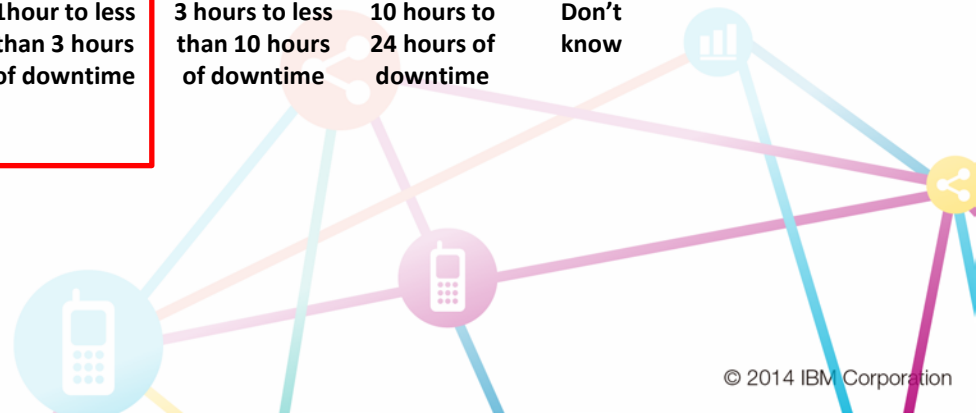 1hour to less
than 3 hours
of downtime
3 hours to less
than 10 hours
of downtime
10 hours to
24 hours of
downtime
Don't
know
© 2014 IBM Corporation